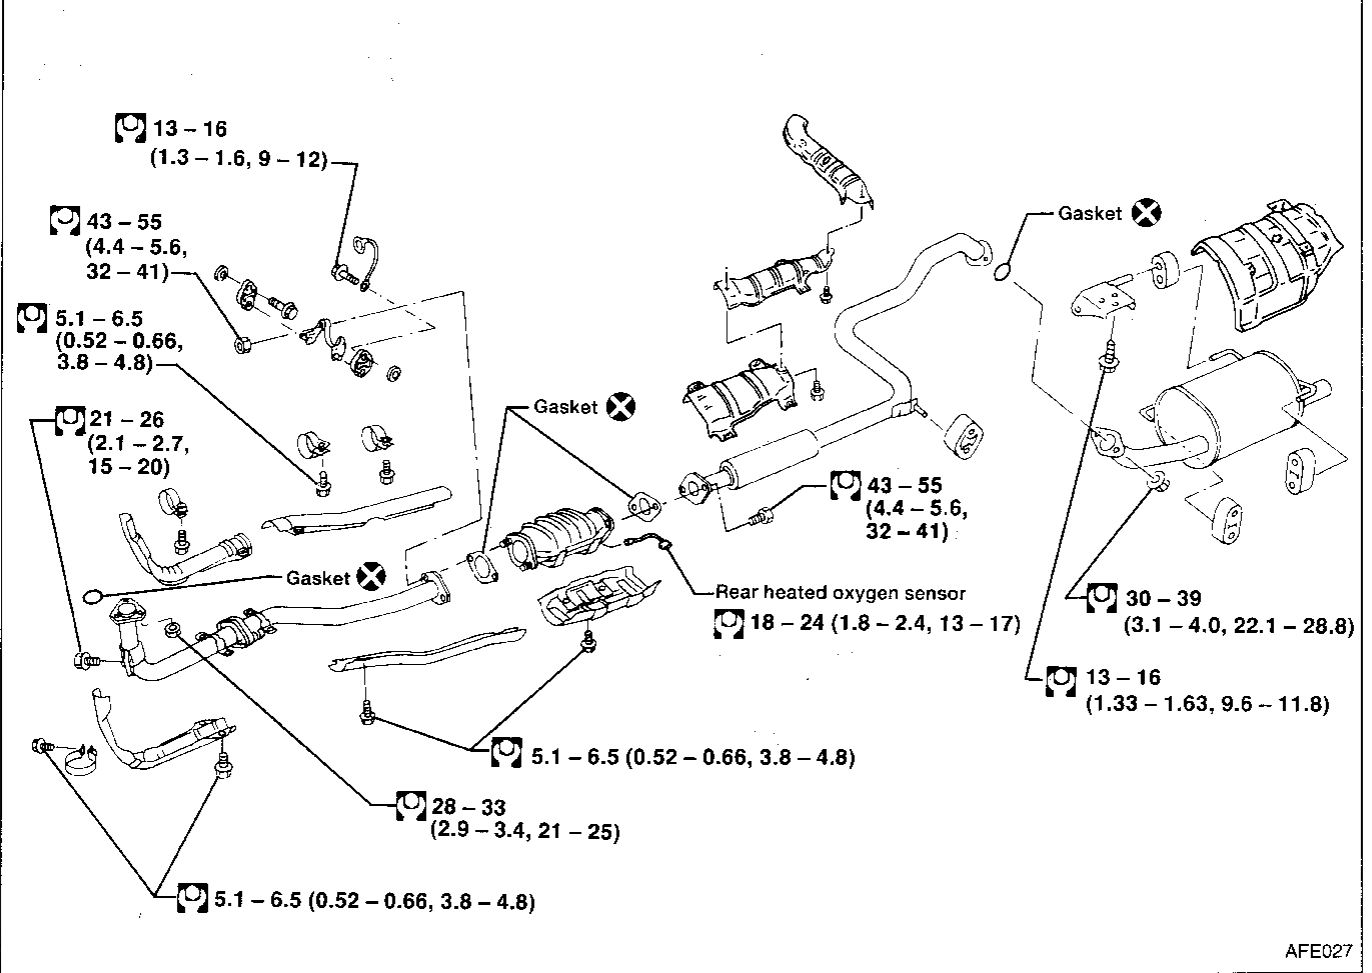 13 – 16
(1.3 – 1.6, 9 – 12)
43 – 55
(4.4 – 5.6,
32 – 41)
5.1 – 6.5
(0.52 – 0.66,
3.8 – 4.8)
21 – 26
(2.1 – 2.7,
15 – 20)
Gasket
Gasket
Gasket
43 – 55
(4.4 – 5.6,
32 – 41)
Rear heated oxygen sensor
18 – 24 (1.8 – 2.4, 13 – 17)
30 – 39
(3.1 – 4.0, 22.1 – 28.8)
13 – 16
(1.33 – 1.63, 9.6 – 11.8)
5.1 – 6.5 (0.52 – 0.66, 3.8 – 4.8)
28 – 33
(2.9 – 3.4, 21 – 25)
5.1 – 6.5 (0.52 – 0.66, 3.8 – 4.8)
AFE027